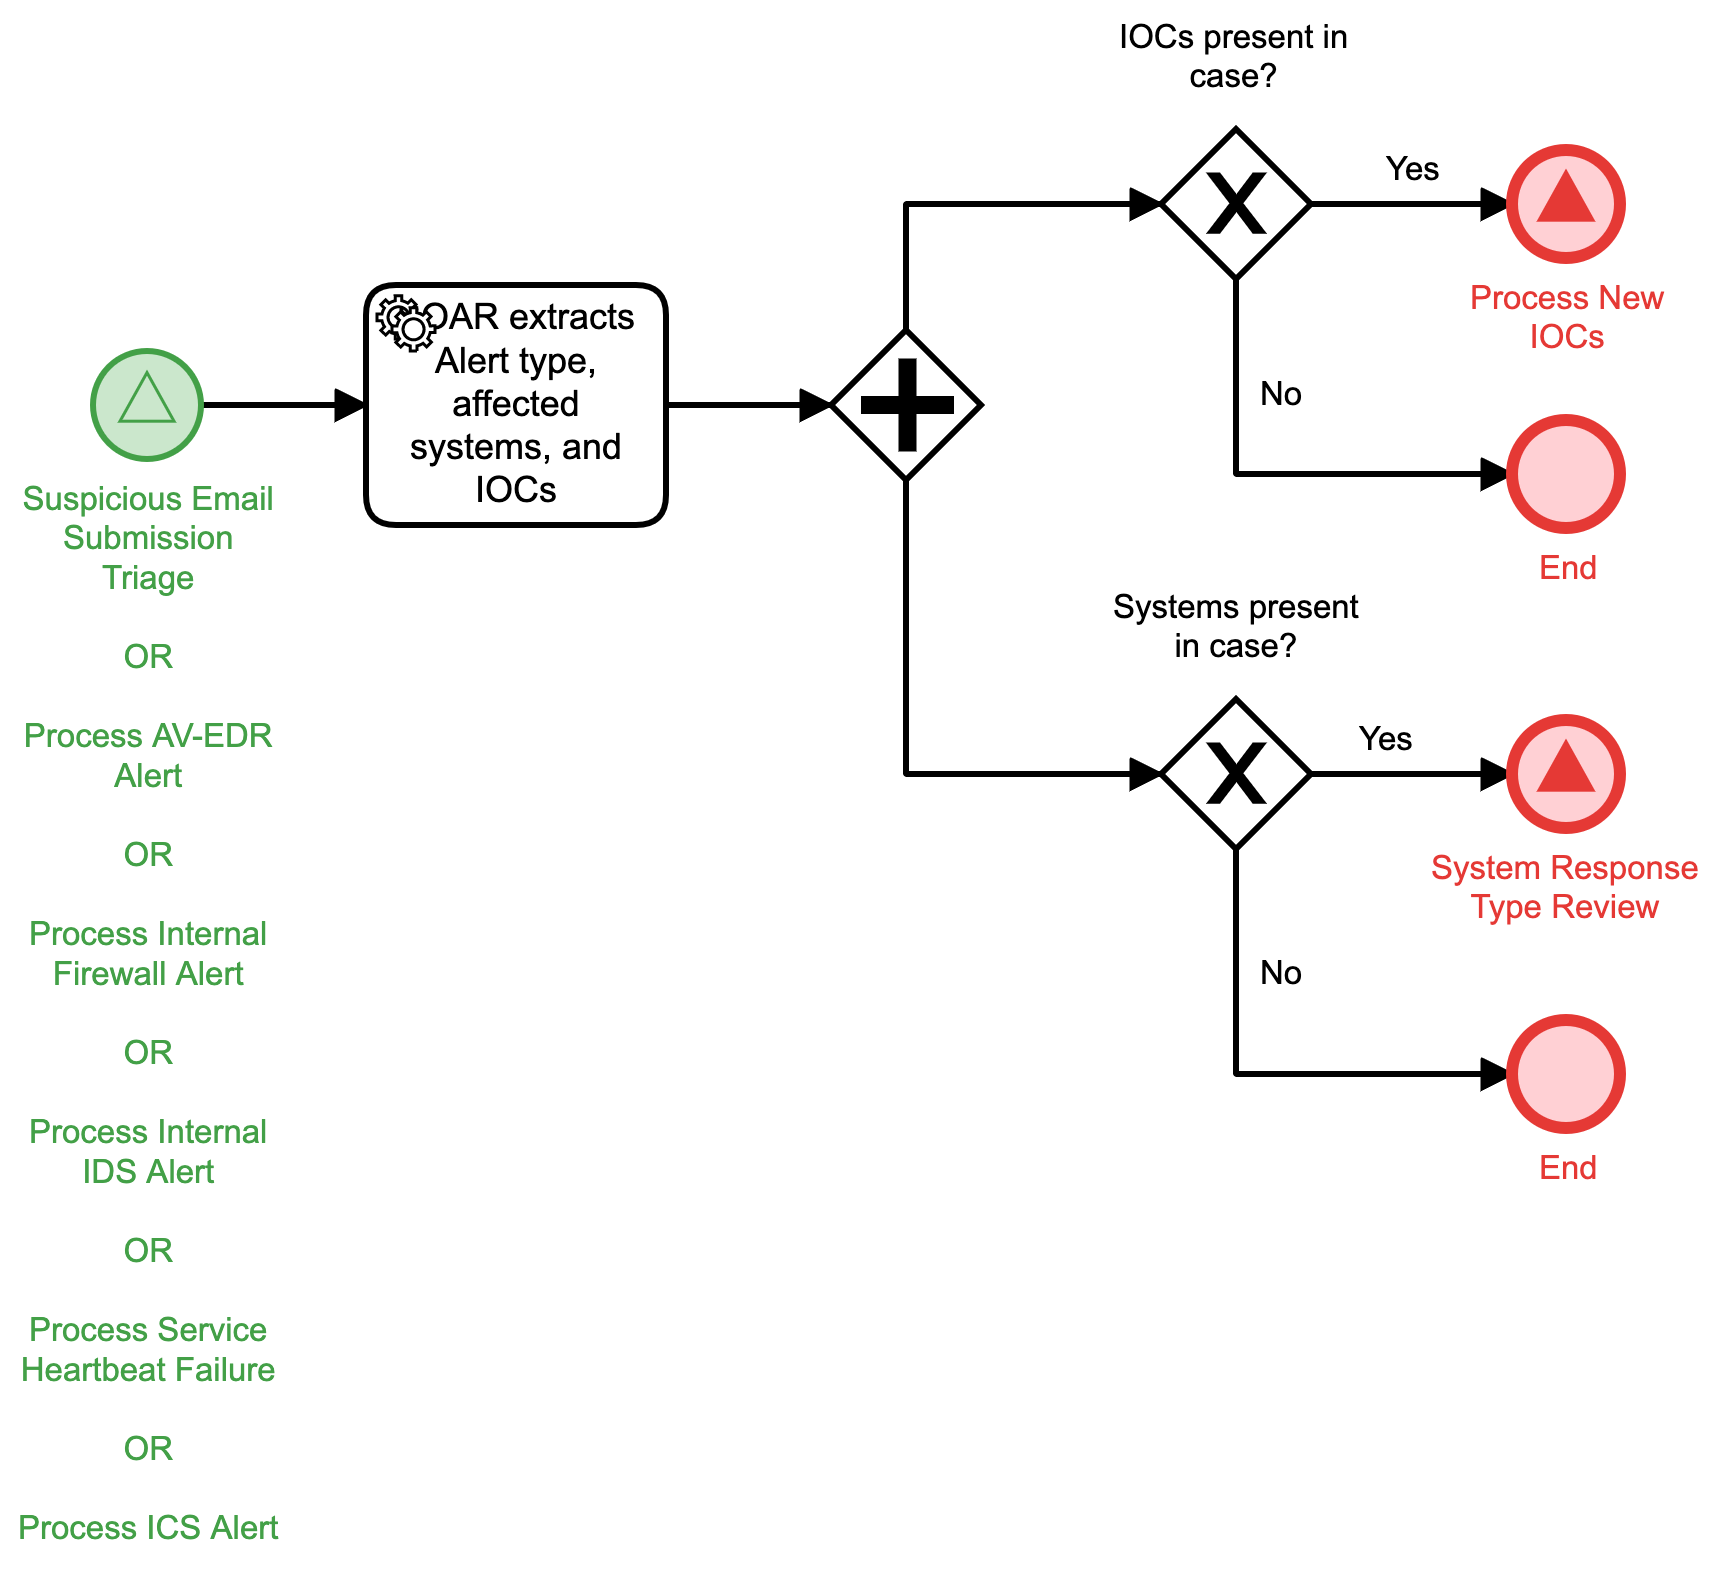 IOCs present in
case?
Yes
Process New
IOCs
No
End
OAR extracts
Alert type,
affected
systems, and
IOCs
Suspicious Email
Submission
Triage
OR
Process AV-EDR
Alert
OR
Process Internal
Firewall Alert
OR
Process Internal
IDS Alert
OR
Process Service
Heartbeat Failure
OR
Process ICS Alert
Systems present
in case?
Yes
System Response
Type Review
No
End